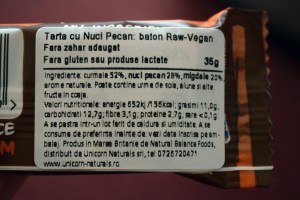 Tarta cu Nuci Pecan: baton Raw-Vegan
Fara zahar adaugat
Fara gluten sau produse lactate 35g
Ingrediente: curmale 52%, nuci pecan 29%, migdale 20%,
arome naturale. Poate contine urme de soia, alune si alte
fructe in coaja.
Valori nutritionale: energie 652kj /156kcal; grasimi 11,0g;
carbohidrati 12,7g; fibre 3,1g; proteine 2,7g; sare <0,1g
A se pastra intr-un loc ferit de caldura si umiditate. A se
consuma de preferinta inainte de: vezi data inscrisa pe am-
balaj. Produs in Marea Britanie de Natural Balance Foods,
distribuit de Unicorn Naturals srl, tel 0726720471
www.unicorn-naturals.ro